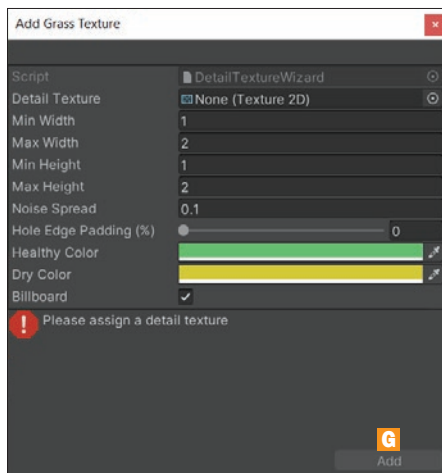 Add Grass Texture
Script DetailTextureWizard
Detail Texture None (Texture 2D)
Min Width 1
Max Width 2
Min Height 1
Max Height 2
Noise Spread 0.1
Hole Edge Padding (%) 0
Healthy Color
Dry Color
Billboard
Please assign a detail texture
G
Add